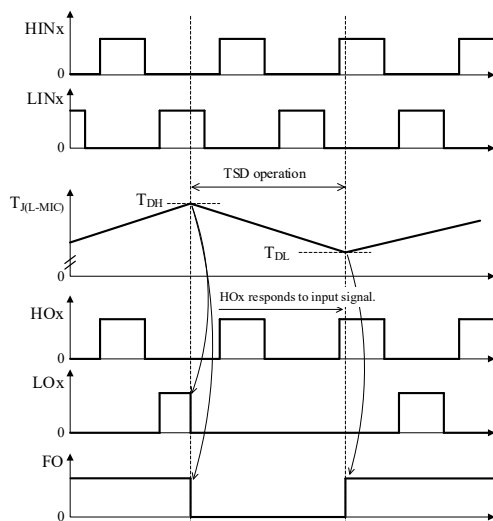 HINx
0
LINx
0
TSD operation
TJ(L-MIC)
TDH
TDL
0
HOx
HOx responds to input signal.
0
LOx
0
FO
0